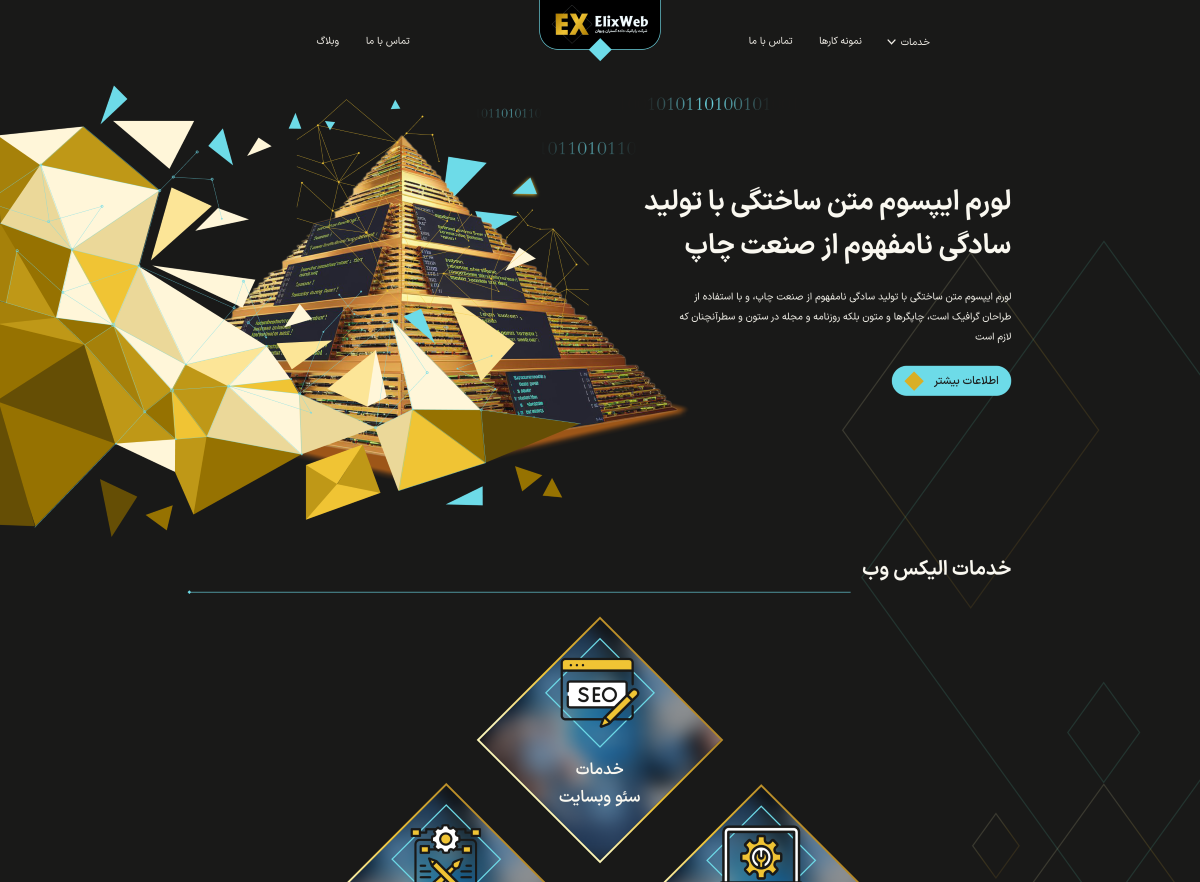 خدمات
نمونه کارها
تماس با ما
EX ElixWeb
تماس با ما
وبلاگ
1010110100101
01101011
01101011
لورم ایپسوم متن ساختگی با تولید
سادگی نامفهوم از صنعت چاپ
لورم ایپسوم متن ساختگی با تولید سادگی نامفهوم از صنعت چاپ، و با استفاده از
طراحان گرافیک است، چاپگرها و متون بلکه روزنامه و مجله در ستون و سطرآنچنان که
لازم است
اطلاعات بیشتر
خدمات الیکس وب
SEO
خدمات
سئو وبسایت